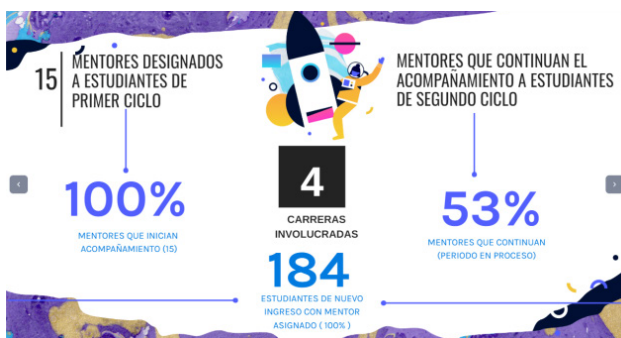 15
MENTORES DESIGNADOS
A ESTUDIANTES DE
PRIMER CICLO
100%
MENTORES QUE INICIAN
ACOMPAÑAMIENTO (15)
4
CARRERAS
INVOLUCRADAS
184
ESTUDIANTES DE NUEVO
INGRESO CON MENTOR
ASIGNADO ( 100% )
MENTORES QUE CONTINUAN EL
ACOMPAÑAMIENTO A ESTUDIANTES
DE SEGUNDO CICLO
53%
MENTORES QUE CONTINUAN
(PERIODO EN PROCESO)